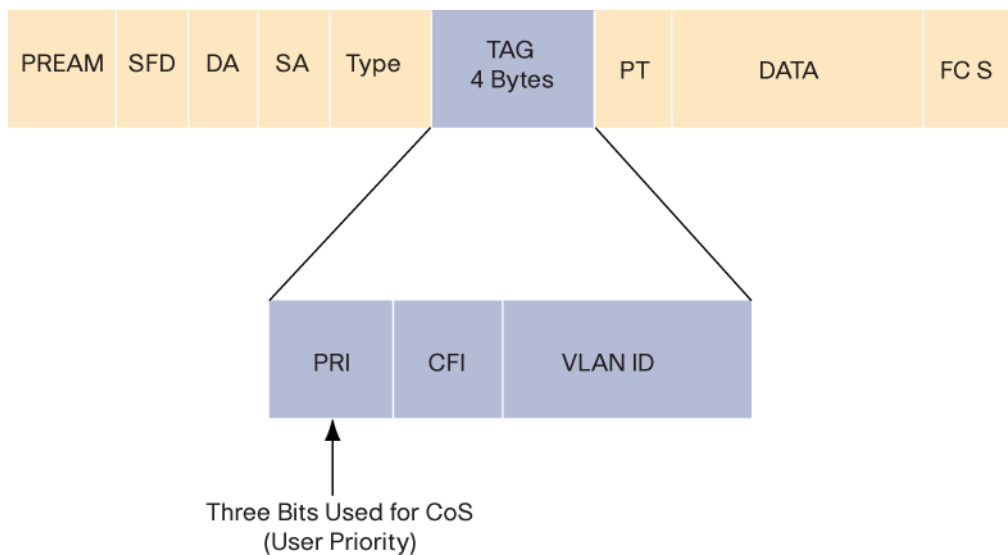 PREAM SFD DA SA Type TAG PT DATA FC S
4 Bytes
PRI CFI VLAN ID
Three Bits Used for CoS
(User Priority)